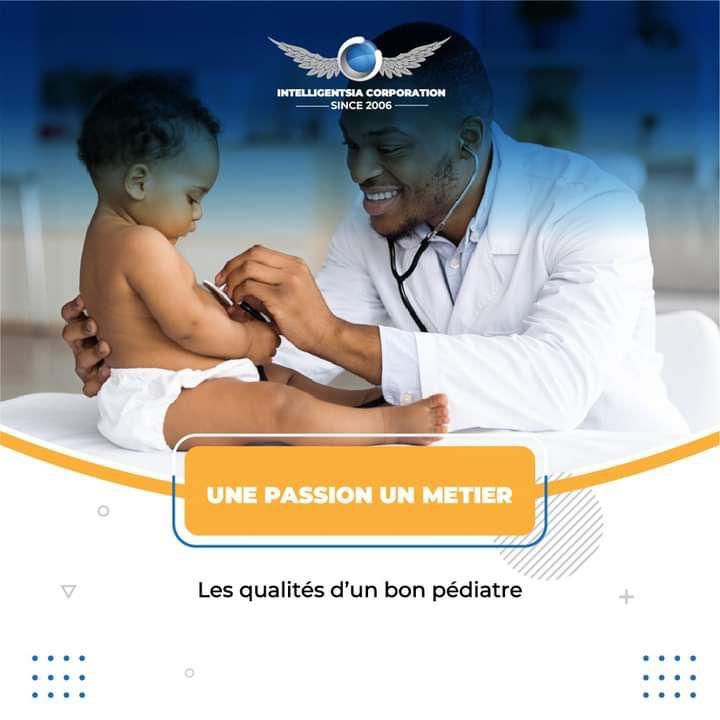 INTELLIGENTSIA CORPORATION
SINCE 2006
UNE PASSION UN METIER
Les qualités d'un bon pédiatre